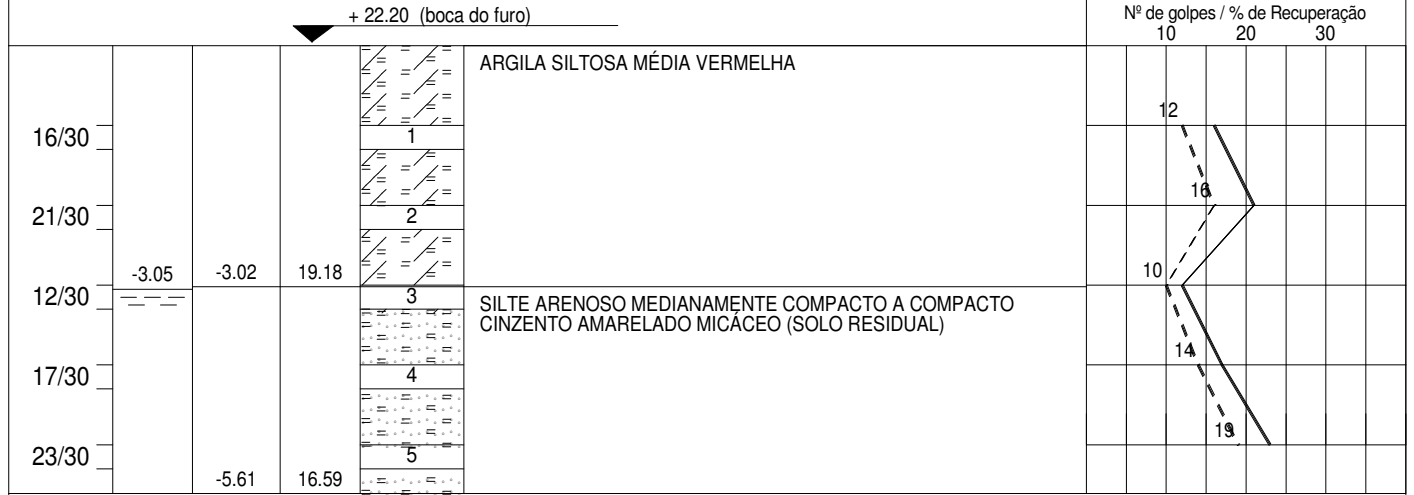 + 22.20 (boca do furo)
Nº de golpes / % de Recuperação
10 20 30
ARGILA SILTOSA MÉDIA VERMELHA
12
16/30
1
16
21/30
2
-3.05 -3.02 19.18
10
12/30
3
SILTE ARENOSO MEDIANAMENTE COMPACTO A COMPACTO
CINZENTO AMARELADO MICÁCEO (SOLO RESIDUAL)
14
17/30
4
19
23/30
5
-5.61 16.59